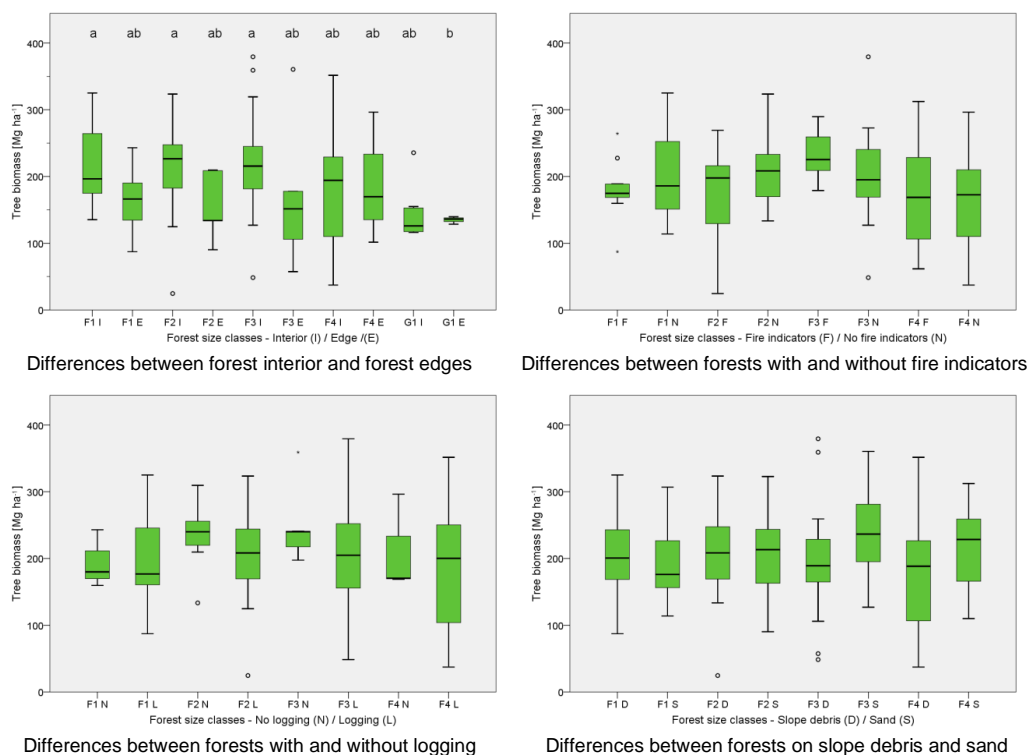 a ab a ab a ab ab ab ab b
400
300
200
100
0
Tree biomass [Mg ha⁻¹]
F1 I F1 E F2 I F2 E F3 I F3 E F4 I F4 E G1 I G1 E
Forest size classes - Interior (I) / Edge /(E)
Differences between forest interior and forest edges
400
300
200
100
0
Tree biomass [Mg ha⁻¹]
F1 F F1 N F2 F F2 N F3 F F3 N F4 F F4 N
Forest size classes - Fire indicators (F) / No fire indicators (N)
Differences between forests with and without fire indicators
400
300
200
100
0
Tree biomass [Mg ha⁻¹]
F1 N F1 L F2 N F2 L F3 N F3 L F4 N F4 L
Forest size classes - No logging (N) / Logging (L)
Differences between forests with and without logging
400
300
200
100
0
Tree biomass [Mg ha⁻¹]
F1 D F1 S F2 D F2 S F3 D F3 S F4 D F4 S
Forest size classes - Slope debris (D) / Sand (S)
Differences between forests on slope debris and sand